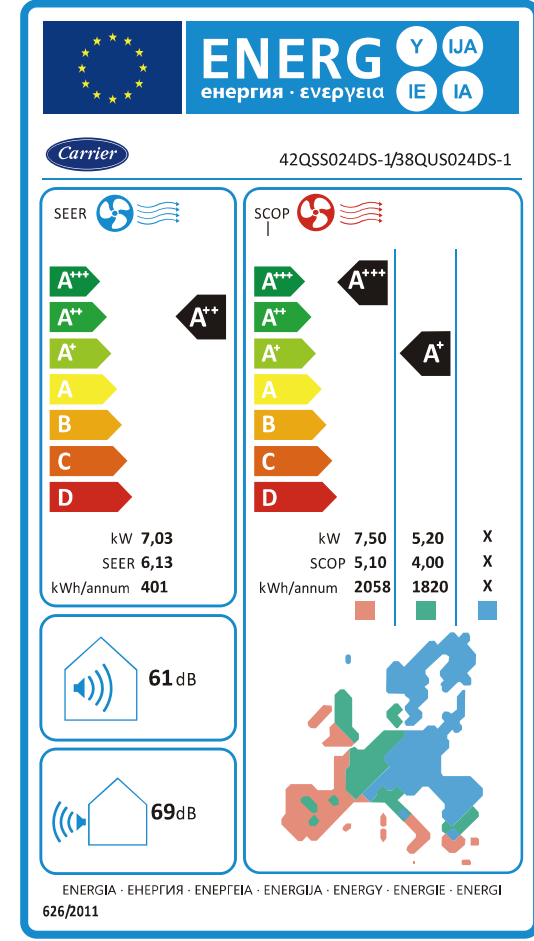 ENERG
енергия · ενεργεια
Y
IJA
IE
IA
Carrier
42QSS024DS-1/38QUS024DS-1
SEER
A+++
A++
A+
A
B
C
D
A++
kW 7,03
SEER 6,13
kWh/annum 401
SCOP
A+++
A++
A+
A
B
C
D
A+++
A+
kW 7,50 5,20 X
SCOP 5,10 4,00 X
kWh/annum 2058 1820 X
61 dB
69dB
ENERGIA · ЕНЕРГИЯ · ΕΝΕΡΓΕΙΑ · ENERGIJA · ENERGY · ENERGIE · ENERGI
626/2011